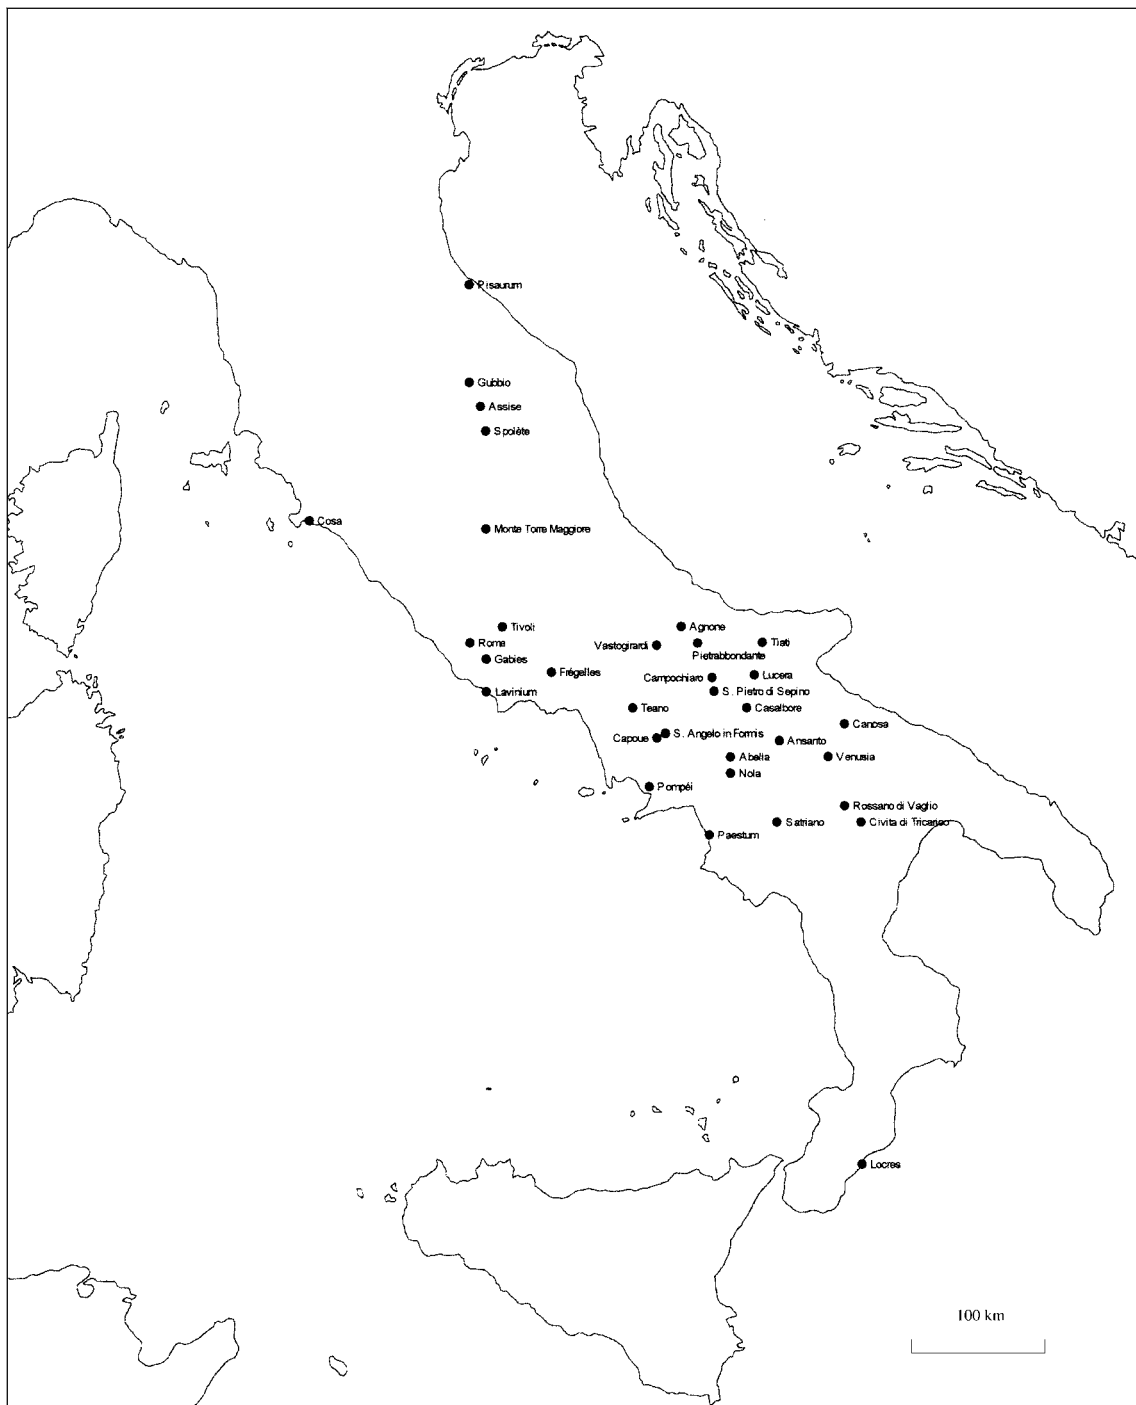 Pisaurum
Gubbio
Assise
Spolète
Cosa
Monte Torre Maggiore
Tivoli
Agnone
Roma
Vastogirardi
Tiati
Pietrabbondante
Gabies
Frégelles
Campochiaro
Lucera
Lavinium
S. Pietro di Sepino
Teano
Casalbore
Canosa
S. Angelo in Formis
Capoue
Ansanto
Abella
Venusia
Nola
Pompéi
Rossano di Vaglio
Satriano
Civita di Tricarico
Paestum
Locres
100 km